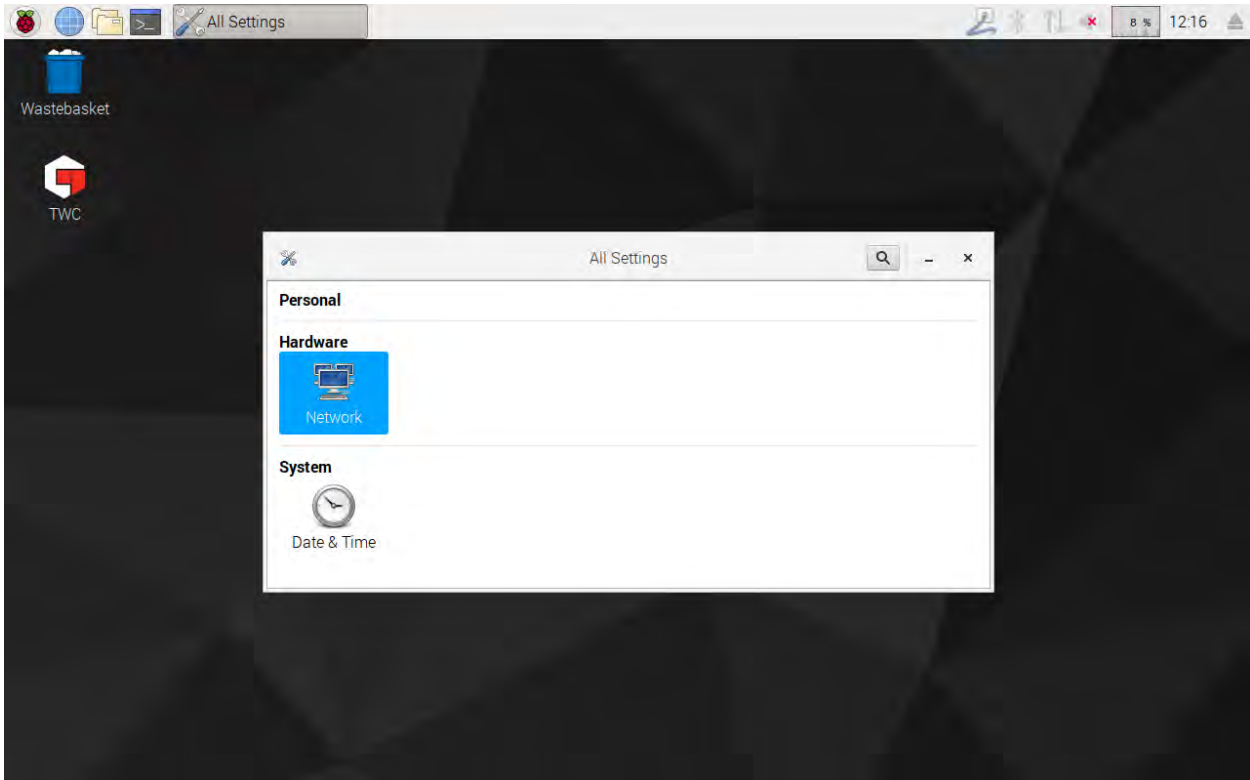 All Settings
8 %
12:16
Wastebasket
TWC
All Settings
Personal
Hardware
Network
System
Date & Time